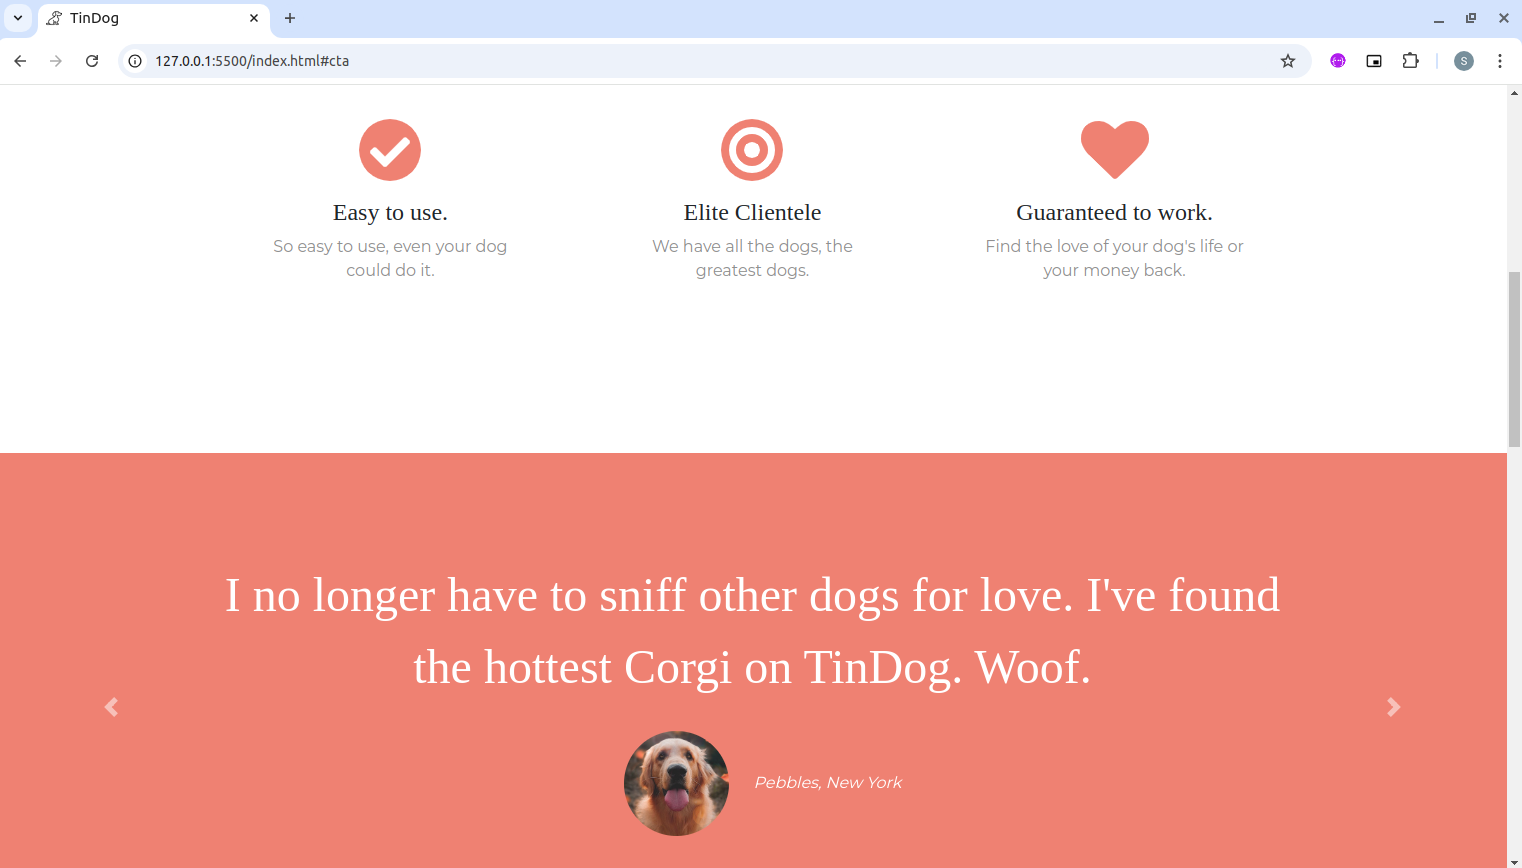 TinDog
127.0.0.1:5500/index.html#cta
S
Easy to use.
So easy to use, even your dog
could do it.
Elite Clientele
We have all the dogs, the
greatest dogs.
Guaranteed to work.
Find the love of your dog's life or
your money back.
I no longer have to sniff other dogs for love. I've found
the hottest Corgi on TinDog. Woof.
Pebbles, New York